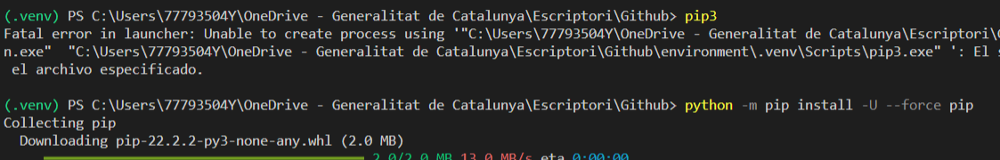 (.venv) PS C:\Users\77793504Y\OneDrive - Generalitat de Catalunya\Escriptori\Github> pip3
Fatal error in launcher: Unable to create process using '"C:\Users\77793504Y\OneDrive - Generalitat de Catalunya\Escriptori\
n.exe"  "C:\Users\77793504Y\OneDrive - Generalitat de Catalunya\Escriptori\Github\environment\.venv\Scripts\pip3.exe" ': El
 el archivo especificado.
(.venv) PS C:\Users\77793504Y\OneDrive - Generalitat de Catalunya\Escriptori\Github> python -m pip install -U --force pip
Collecting pip
  Downloading pip-22.2.2-py3-none-any.whl (2.0 MB)
2.0/2.0 MB 13.0 MB/s eta 0:00:00